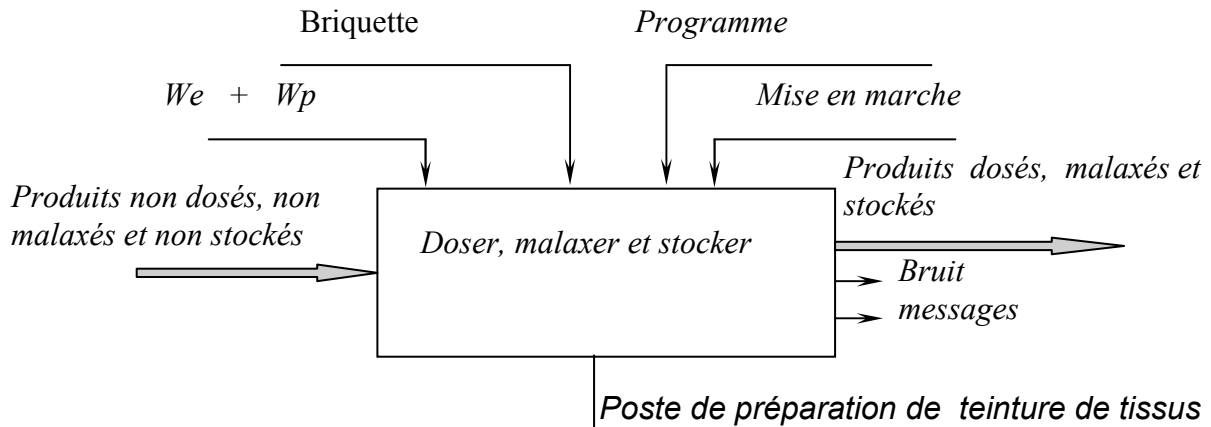 Briquette
Programme
We + Wp
Mise en marche
Produits non dosés, non
malaxés et non stockés
Doser, malaxer et stocker
Produits dosés, malaxés et
stockés
Bruit
messages
Poste de préparation de teinture de tissus